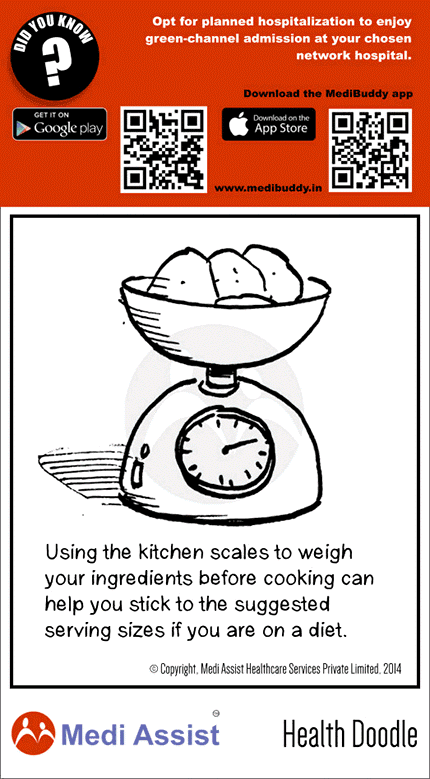 DID YOU KNOW
?
Opt for planned hospitalization to enjoy
green-channel admission at your chosen
network hospital.
Download the MediBuddy app
GET IT ON
Google play
Download on the
App Store
www.medibuddy.in
Using the kitchen scales to weigh
your ingredients before cooking can
help you stick to the suggested
serving sizes if you are on a diet.
© Copyright, Medi Assist Healthcare Services Private Limited, 2014
Medi Assist
Health Doodle